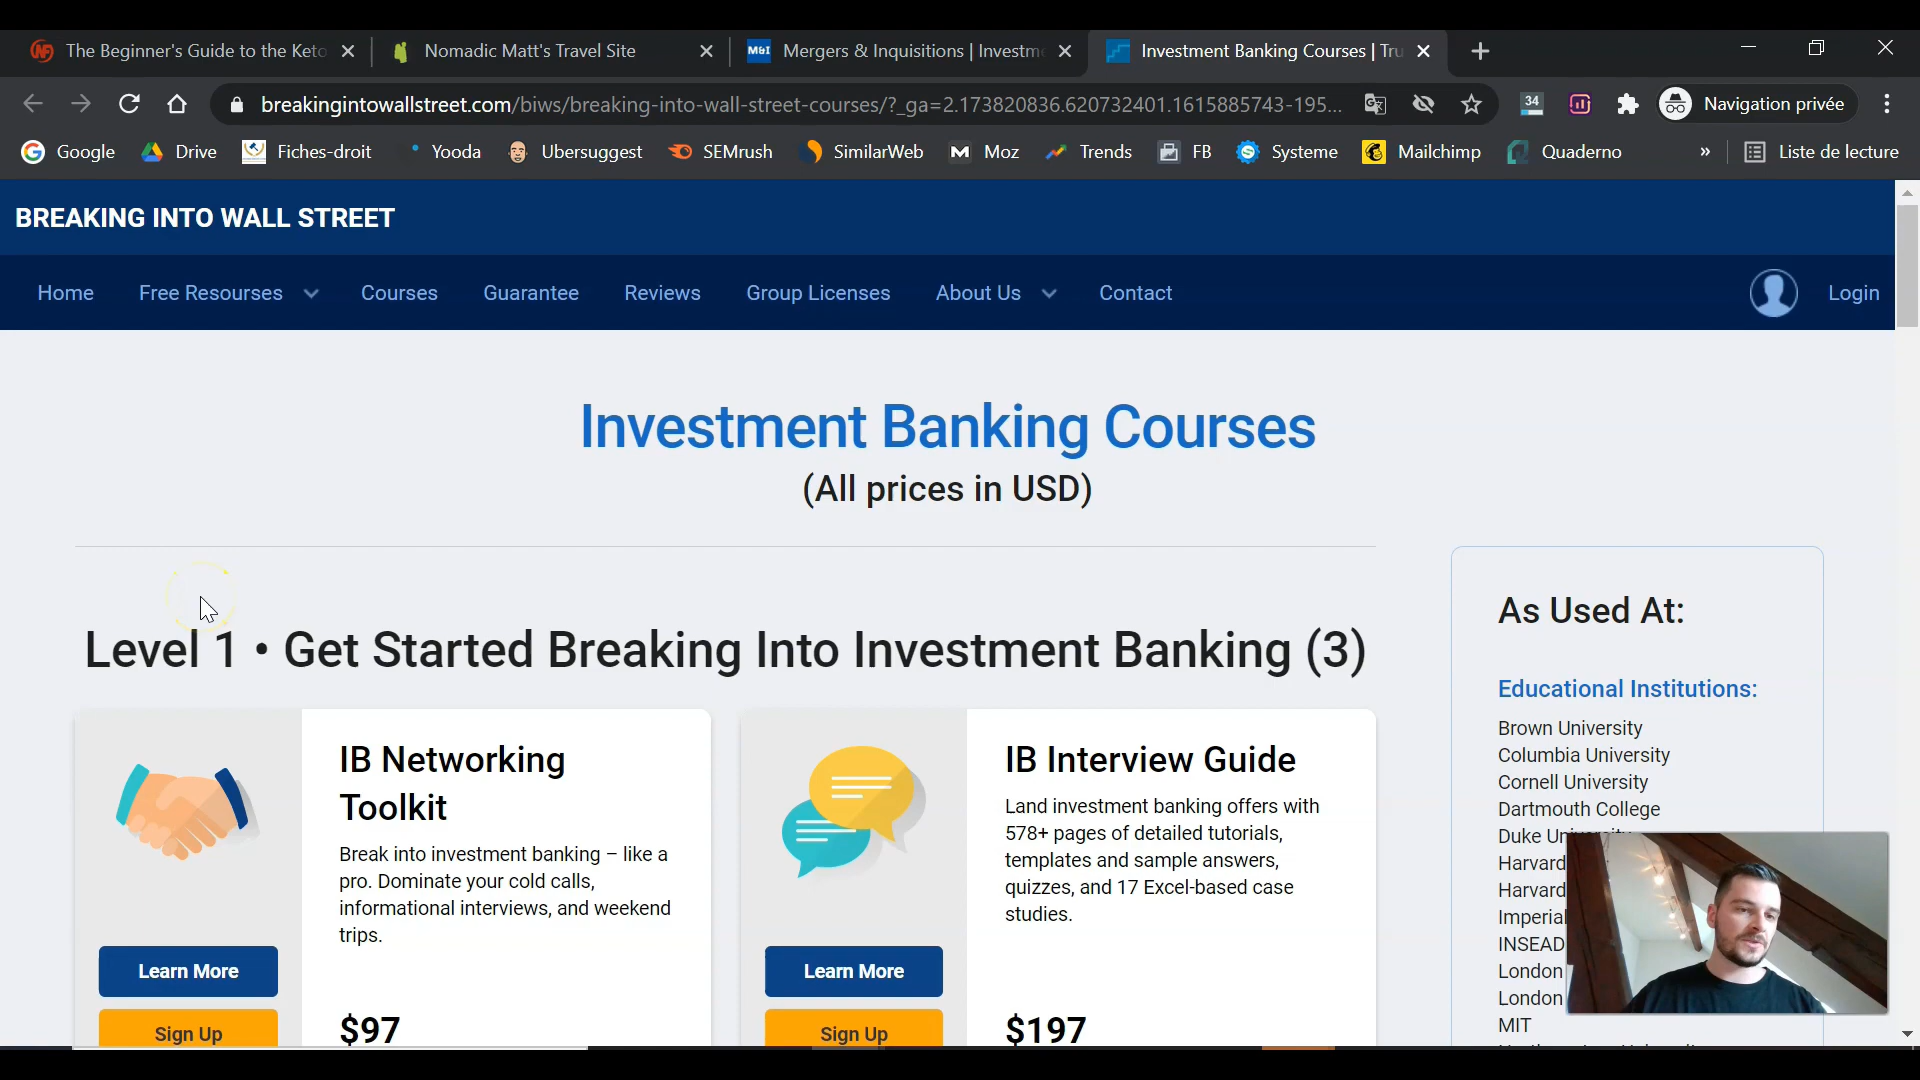 The Beginner's Guide to the Keto
Nomadic Matt's Travel Site
M&I
Mergers & Inquisitions | Investm
Investment Banking Courses | Tru
breakingintowallstreet.com/biws/breaking-into-wall-street-courses/?_ga=2.173820836.620732401.1615885743-195...
34
Navigation privée
Google
Drive
Fiches-droit
Yooda
Ubersuggest
SEMrush
SimilarWeb
Moz
Trends
FB
Systeme
Mailchimp
Quaderno
»
Liste de lecture
BREAKING INTO WALL STREET
Home
Free Resourses
Courses
Guarantee
Reviews
Group Licenses
About Us
Contact
Login
Investment Banking Courses
(All prices in USD)
Level 1 • Get Started Breaking Into Investment Banking (3)
IB Networking
Toolkit
Break into investment banking – like a
pro. Dominate your cold calls,
informational interviews, and weekend
trips.
Learn More
Sign Up
$97
IB Interview Guide
Land investment banking offers with
578+ pages of detailed tutorials,
templates and sample answers,
quizzes, and 17 Excel-based case
studies.
Learn More
Sign Up
$197
As Used At:
Educational Institutions:
Brown University
Columbia University
Cornell University
Dartmouth College
Duke University
Harvard
Harvard
Imperial
INSEAD
London
London
MIT